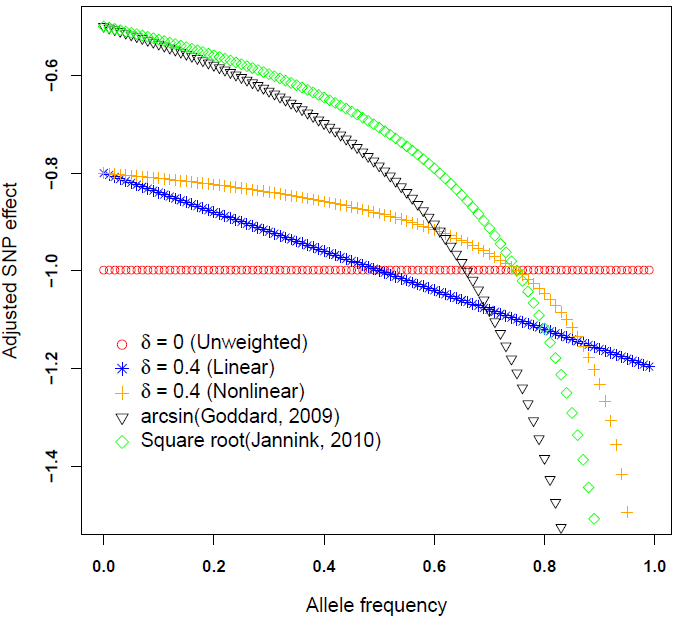 Adjusted SNP effect
−0.6
−0.8
−1.0
−1.2
−1.4
δ = 0 (Unweighted)
δ = 0.4 (Linear)
δ = 0.4 (Nonlinear)
arcsin(Goddard, 2009)
Square root(Jannink, 2010)
0.0 0.2 0.4 0.6 0.8 1.0
Allele frequency